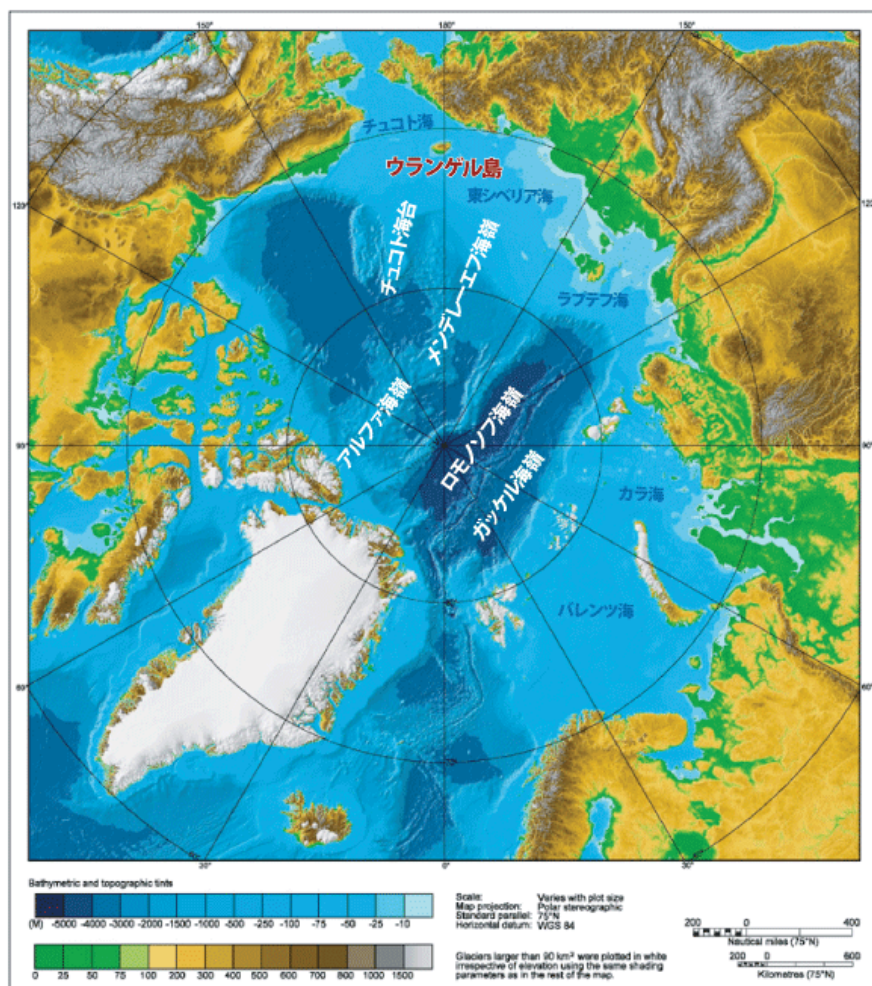 150°
180°
150°
チュコト海
ウランゲル島
東シベリア海
チュコト海台
メンデレーエフ海嶺
ラプテフ海
アルファ海嶺
ロモノソフ海嶺
ガッケル海嶺
90°
90°
カラ海
バレンツ海
60°
60°
30°
0°
30°
Bathymetric and topographic tints
(M) -5000 -4000 -3000 -2000 -1500 -1000 -500 -250 -100 -75 -50 -25 -10
0 25 50 75 100 200 300 400 500 600 700 800 1000 1500
Scale: Varies with plot size
Map projection: Polar stereographic
Standard parallel: 75°N
Horizontal datum: WGS 84
Glaciers larger than 90 km² were plotted in white
irrespective of elevation using the same shading
parameters as in the rest of the map.
200 0 400
Nautical miles (75°N)
200 0 600
Kilometres (75°N)